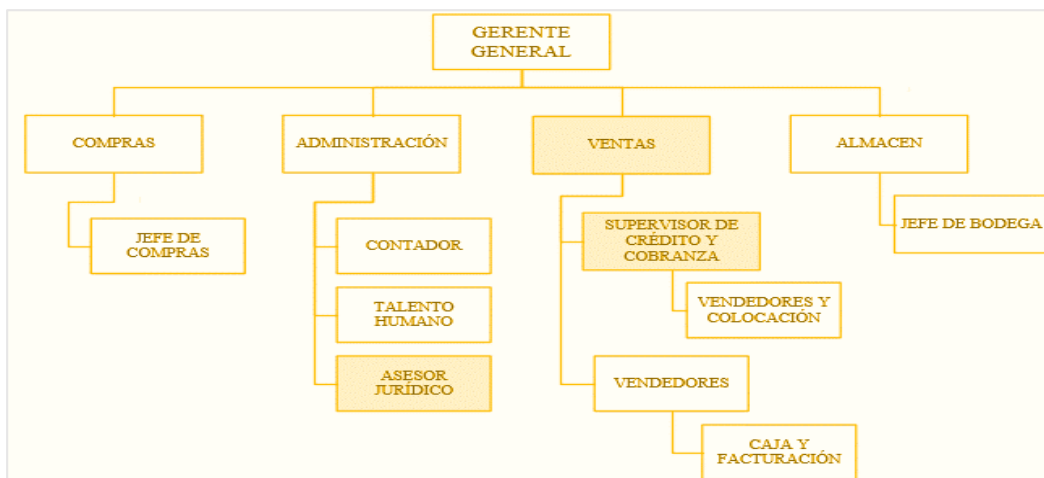 GERENTE
GENERAL
COMPRAS
ADMINISTRACIÓN
VENTAS
ALMACEN
JEFE DE
COMPRAS
CONTADOR
TALENTO
HUMANO
ASESOR
JURÍDICO
SUPERVISOR DE
CRÉDITO Y
COBRANZA
VENDEDORES Y
COLOCACIÓN
VENDEDORES
CAJA Y
FACTURACIÓN
JEFE DE BODEGA